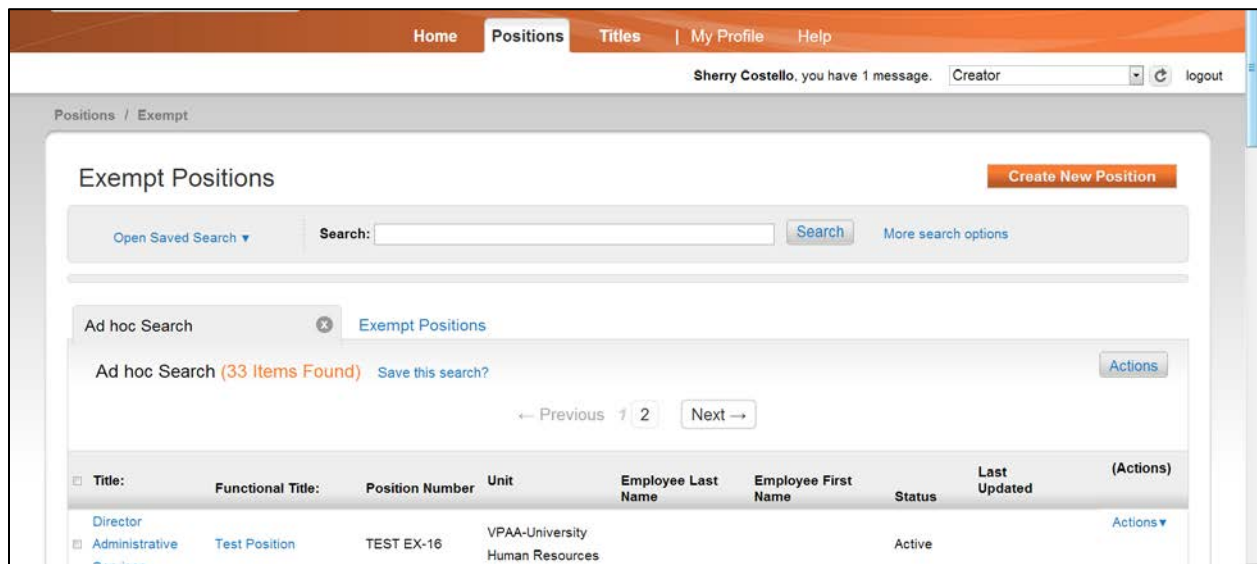 Home Positions Titles | My Profile Help
Sherry Costello, you have 1 message. Creator logout
Positions / Exempt
Exempt Positions Create New Position
Open Saved Search ▼ Search: Search More search options
Ad hoc Search Exempt Positions
Ad hoc Search (33 Items Found) Save this search? Actions
← Previous 1 2 Next →
Title: Functional Title: Position Number Unit Employee Last Name Employee First Name Status Last Updated (Actions)
Director Administrative Test Position TEST EX-16 VPAA-University Human Resources Active Actions▼